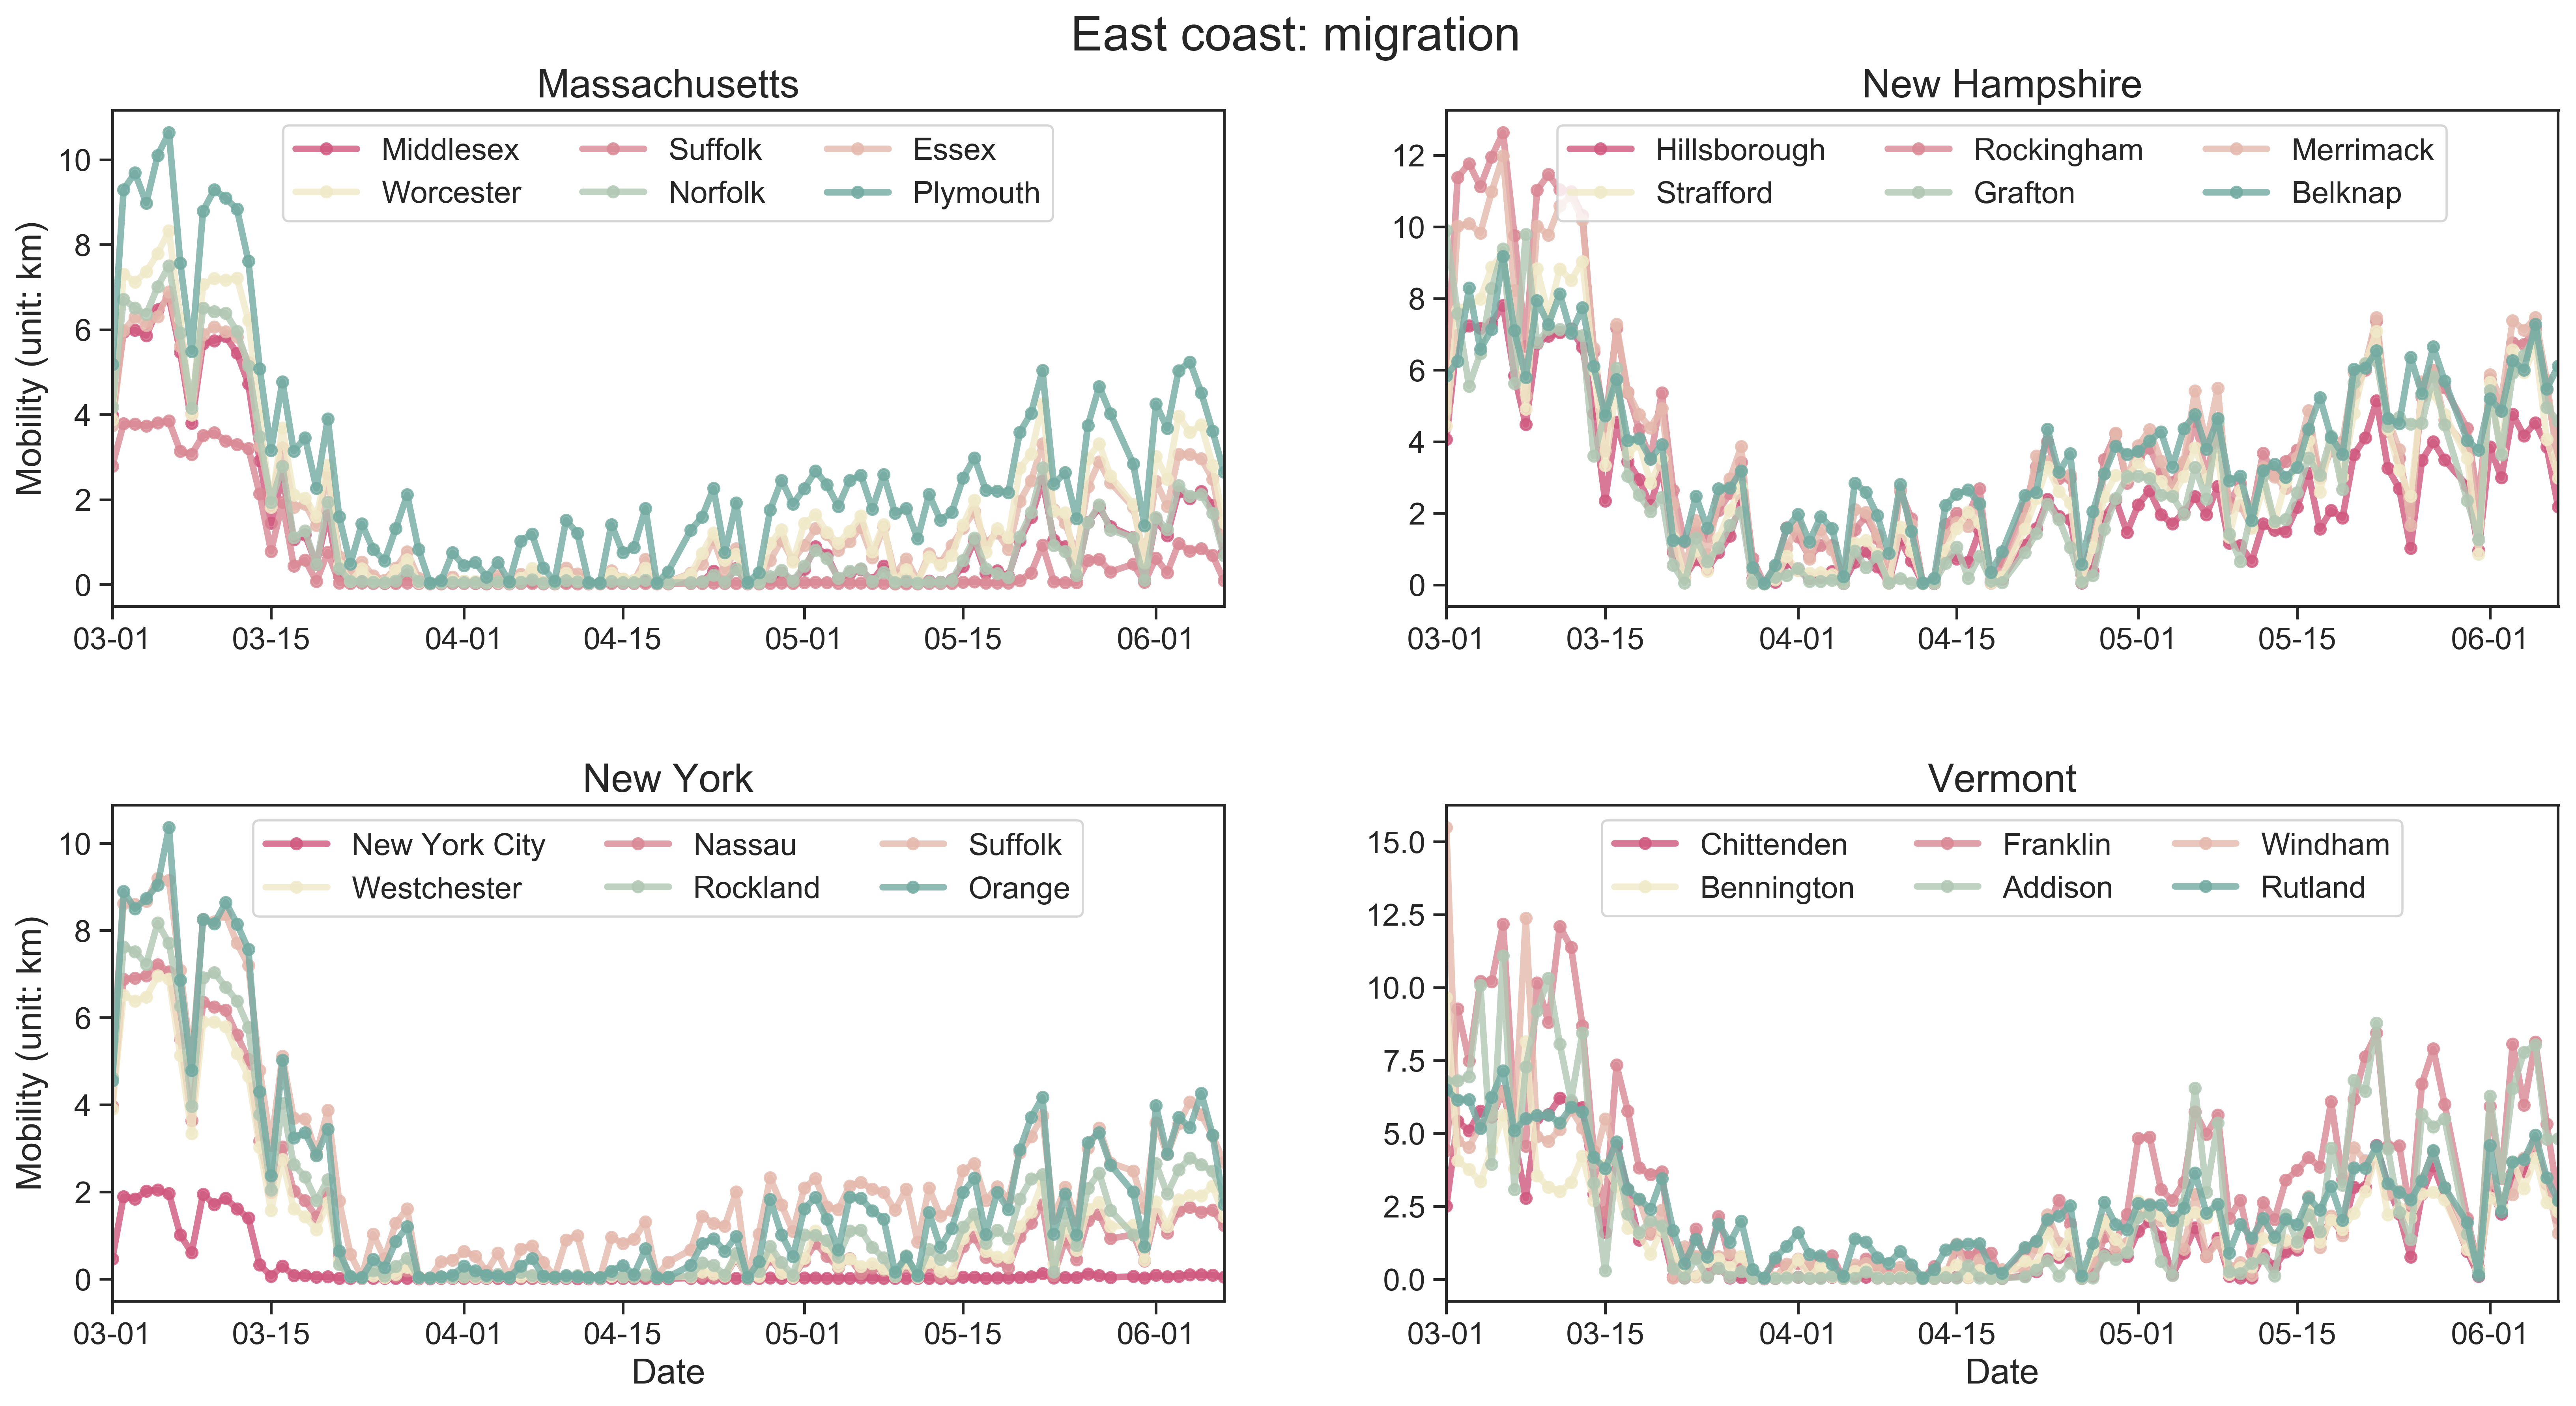 East coast: migration
Massachusetts
Mobility (unit: km)
10
8
6
4
2
0
Middlesex Suffolk Essex
Worcester Norfolk Plymouth
03-01 03-15 04-01 04-15 05-01 05-15 06-01
New Hampshire
12
10
8
6
4
2
0
Hillsborough Rockingham Merrimack
Strafford Grafton Belknap
03-01 03-15 04-01 04-15 05-01 05-15 06-01
New York
Mobility (unit: km)
10
8
6
4
2
0
New York City Nassau Suffolk
Westchester Rockland Orange
03-01 03-15 04-01 04-15 05-01 05-15 06-01
Date
Vermont
15.0
12.5
10.0
7.5
5.0
2.5
0.0
Chittenden Franklin Windham
Bennington Addison Rutland
03-01 03-15 04-01 04-15 05-01 05-15 06-01
Date